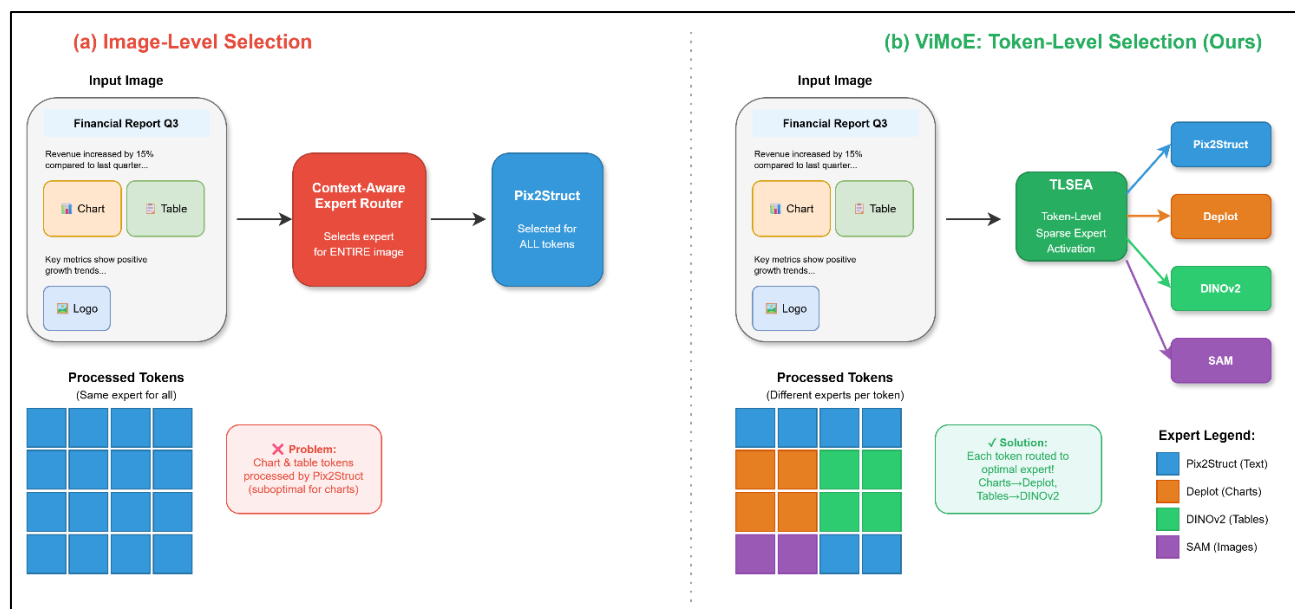 (a) Image-Level Selection
Input Image
Financial Report Q3
Revenue increased by 15%
compared to last quarter...
Chart
Table
Key metrics show positive
growth trends...
Logo
Context-Aware
Expert Router
Selects expert
for ENTIRE image
Pix2Struct
Selected for
ALL tokens
Processed Tokens
(Same expert for all)
❌ Problem:
Chart & table tokens
processed by Pix2Struct
(suboptimal for charts)
(b) ViMoE: Token-Level Selection (Ours)
Input Image
Financial Report Q3
Revenue increased by 15%
compared to last quarter...
Chart
Table
Key metrics show positive
growth trends...
Logo
TLSEA
Token-Level
Sparse Expert
Activation
Pix2Struct
Deplot
DINOv2
SAM
Processed Tokens
(Different experts per token)
✓ Solution:
Each token routed to
optimal expert!
Charts→Deplot,
Tables→DINOv2
Expert Legend:
Pix2Struct (Text)
Deplot (Charts)
DINOv2 (Tables)
SAM (Images)